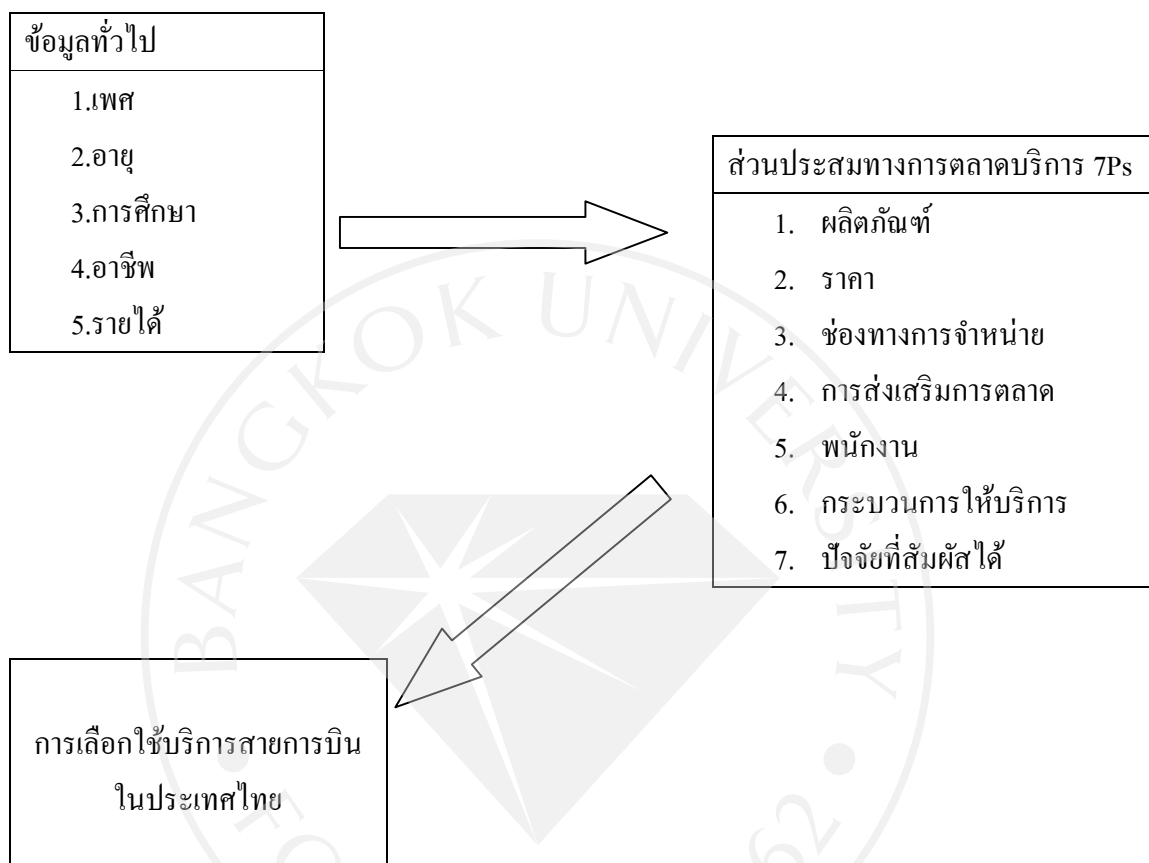 ข้อมูลทั่วไป
1.เพศ
2.อายุ
3.การศึกษา
4.อาชีพ
5.รายได้
ส่วนประสมทางการตลาดบริการ 7Ps
1. ผลิตภัณฑ์
2. ราคา
3. ช่องทางการจำหน่าย
4. การส่งเสริมการตลาด
5. พนักงาน
6. กระบวนการให้บริการ
7. ปัจจัยที่สัมผัสได้
การเลือกใช้บริการสายการบิน
ในประเทศไทย
BANGKOK UNIVERSITY